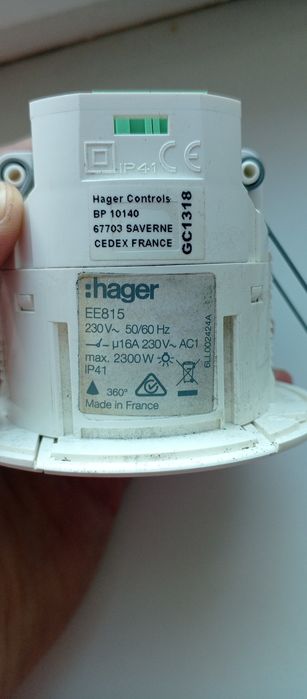 IP41 CE
Hager Controls
BP 10140
67703 SAVERNE
CEDEX FRANCE
GC1318
:hager
EE815
230V~ 50/60 Hz
µ16A 230V~ AC1
max. 2300W
IP41
360°
Made in France
6LL002424A